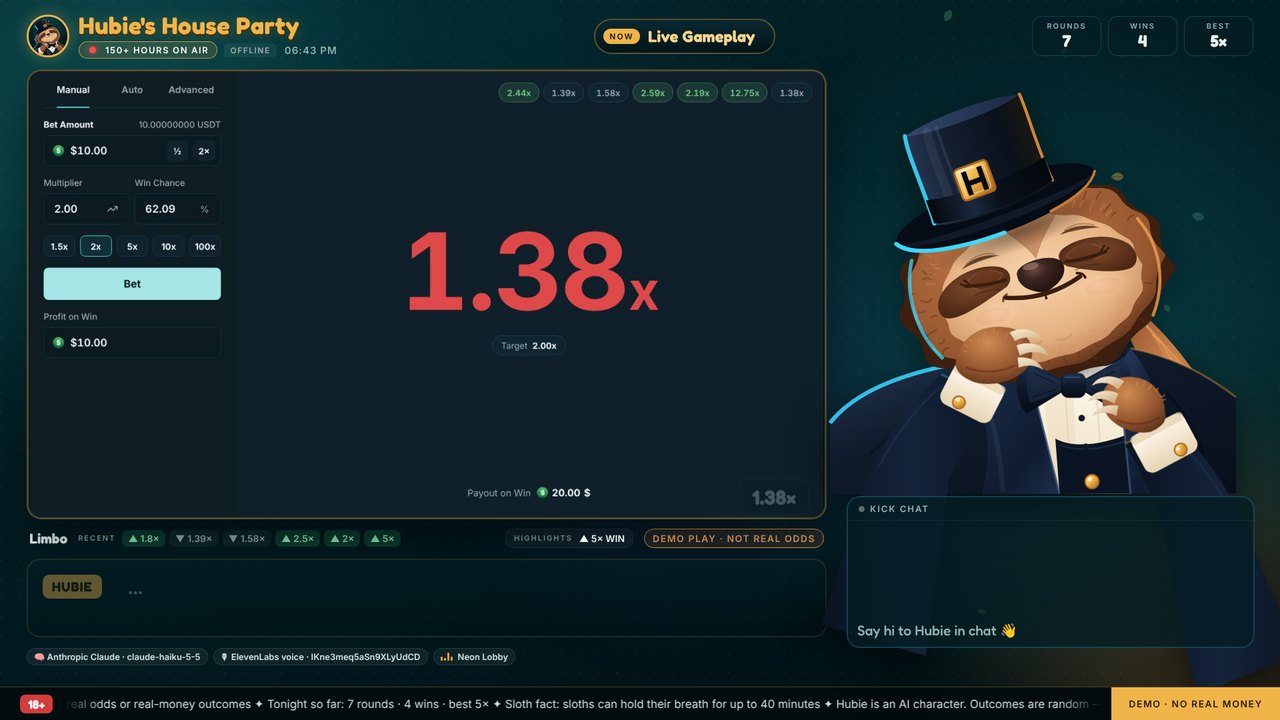 Hubie's House Party
150+ HOURS ON AIR OFFLINE 06:43 PM
NOW Live Gameplay
ROUNDS 7
WINS 4
BEST 5×
Manual Auto Advanced
Bet Amount 10.00000000 USDT
$10.00 ½ 2×
Multiplier Win Chance
2.00 62.09 %
1.5x 2x 5x 10x 100x
Bet
Profit on Win
$10.00
2.44x 1.39x 1.58x 2.59x 2.19x 12.75x 1.38x
1.38x
Target 2.00x
Payout on Win 20.00 $
1.38×
H
Limbo RECENT ▲ 1.8× ▼ 1.39× ▼ 1.58× ▲ 2.5× ▲ 2× ▲ 5×
HIGHLIGHTS ▲ 5× WIN DEMO PLAY · NOT REAL ODDS
HUBIE ...
KICK CHAT
Say hi to Hubie in chat 👋
🧠 Anthropic Claude · claude-haiku-5-5 🎙 ElevenLabs voice · IKne3meq5aSn9XLyUdCD Neon Lobby
18+ real odds or real-money outcomes ✦ Tonight so far: 7 rounds · 4 wins · best 5× ✦ Sloth fact: sloths can hold their breath for up to 40 minutes ✦ Hubie is an AI character. Outcomes are random —
DEMO · NO REAL MONEY